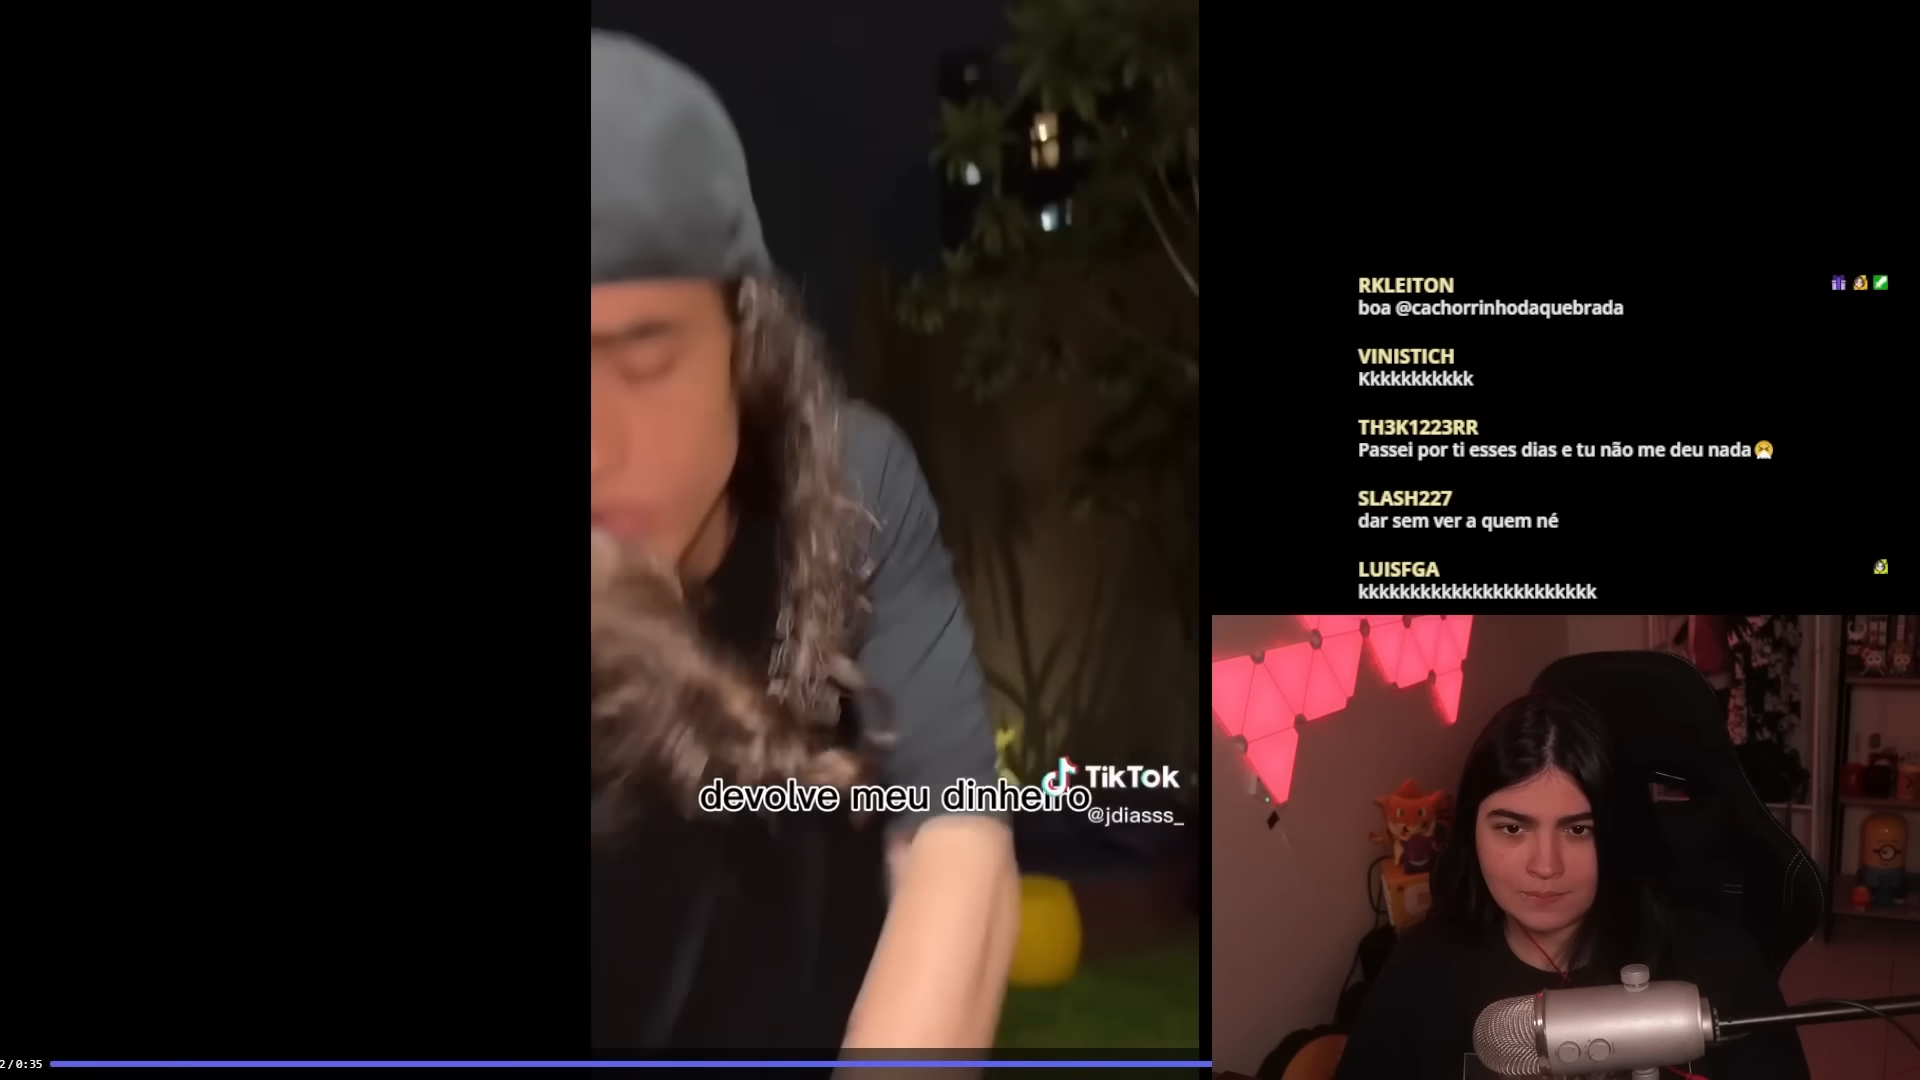 RKLEITON
boa @cachorrinhodaquebrada
VINISTICH
Kkkkkkkkkkk
TH3K1223RR
Passei por ti esses dias e tu não me deu nada
SLASH227
dar sem ver a quem né
LUISFGA
kkkkkkkkkkkkkkkkkkkkkkk
devolve meu dinheiro
TikTok
@jdiasss_
2/0:35